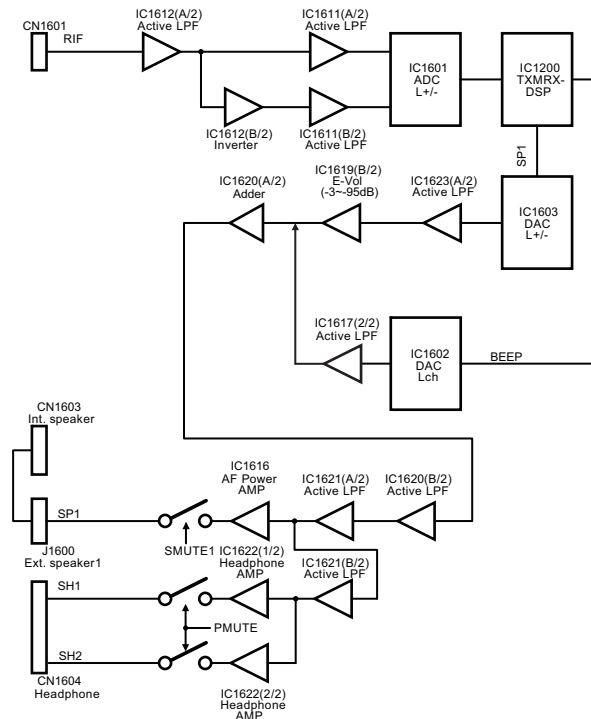 CN1601
RIF
IC1612(A/2)
Active LPF
IC1611(A/2)
Active LPF
IC1601
ADC
L+/-
IC1200
TXMRX-
DSP
IC1612(B/2)
Inverter
IC1611(B/2)
Active LPF
SP1
IC1620(A/2)
Adder
IC1619(B/2)
E-Vol
(-3~-95dB)
IC1623(A/2)
Active LPF
IC1603
DAC
L+/-
IC1617(2/2)
Active LPF
IC1602
DAC
Lch
BEEP
CN1603
Int. speaker
IC1616
AF Power
AMP
IC1621(A/2)
Active LPF
IC1620(B/2)
Active LPF
SP1
J1600
Ext. speaker1
SMUTE1
IC1622(1/2)
Headphone
AMP
IC1621(B/2)
Active LPF
SH1
PMUTE
SH2
CN1604
Headphone
IC1622(2/2)
Headphone
AMP